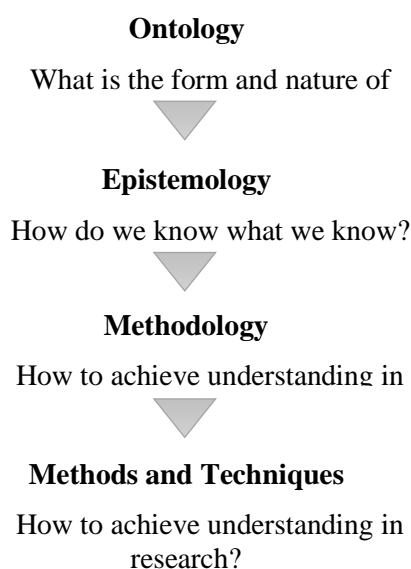 Ontology
What is the form and nature of
Epistemology
How do we know what we know?
Methodology
How to achieve understanding in
Methods and Techniques
How to achieve understanding in
research?